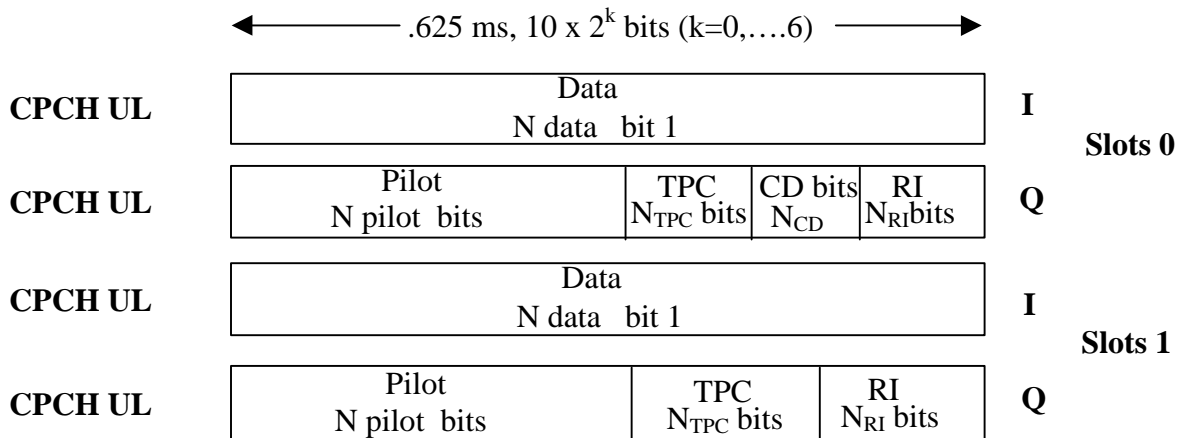 .625 ms, 10 x 2^k bits (k=0,….6)
CPCH UL Data I
N data bit 1
Slots 0
CPCH UL Pilot TPC CD bits RI Q
N pilot bits N_TPC bits N_CD N_RI bits
CPCH UL Data I
N data bit 1
Slots 1
CPCH UL Pilot TPC RI Q
N pilot bits N_TPC bits N_RI bits